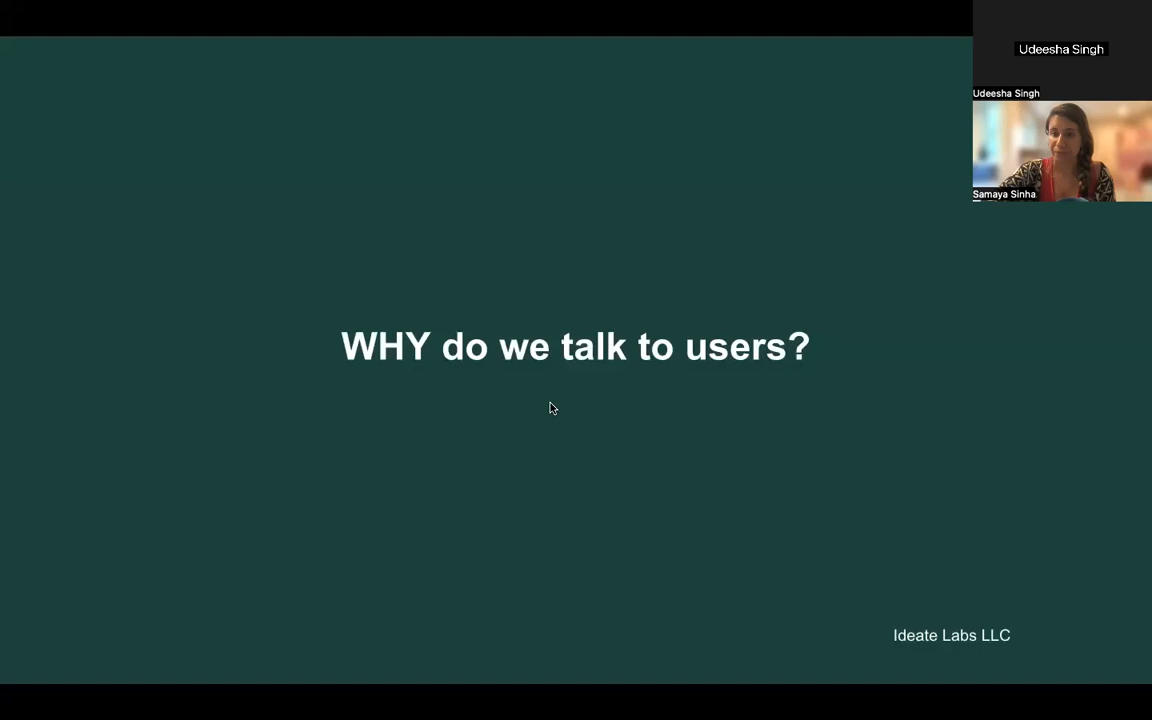 Udeesha Singh
Udeesha Singh
Samaya Sinha
WHY do we talk to users?
Ideate Labs LLC